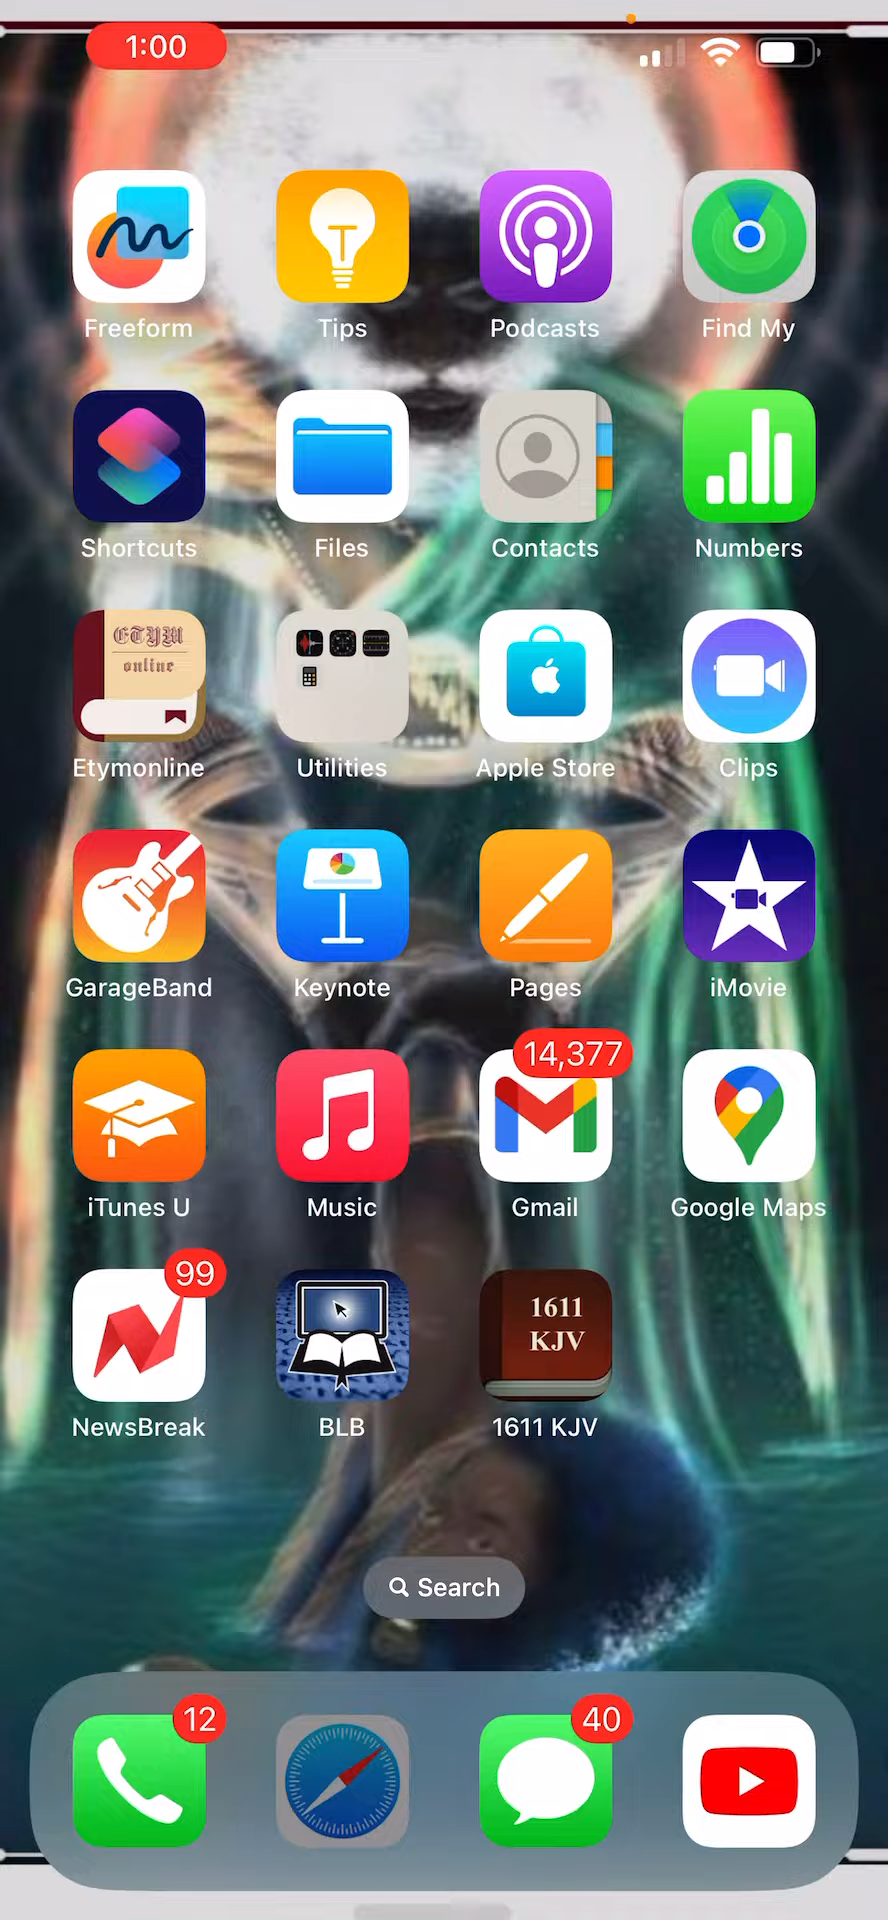 1:00
Freeform
Tips
Podcasts
Find My
Shortcuts
Files
Contacts
Numbers
ETYM
online
Etymonline
Utilities
Apple Store
Clips
GarageBand
Keynote
Pages
iMovie
14,377
iTunes U
Music
Gmail
Google Maps
99
1611
KJV
NewsBreak
BLB
1611 KJV
Search
12
40